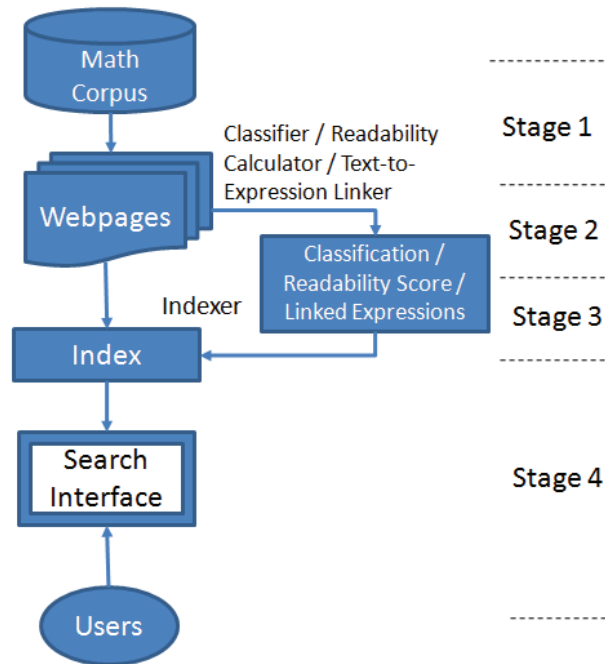 Math
Corpus
Stage 1
Classifier / Readability
Calculator / Text-to-
Expression Linker
Webpages
Stage 2
Classification /
Readability Score /
Linked Expressions
Indexer
Stage 3
Index
Search
Interface
Stage 4
Users